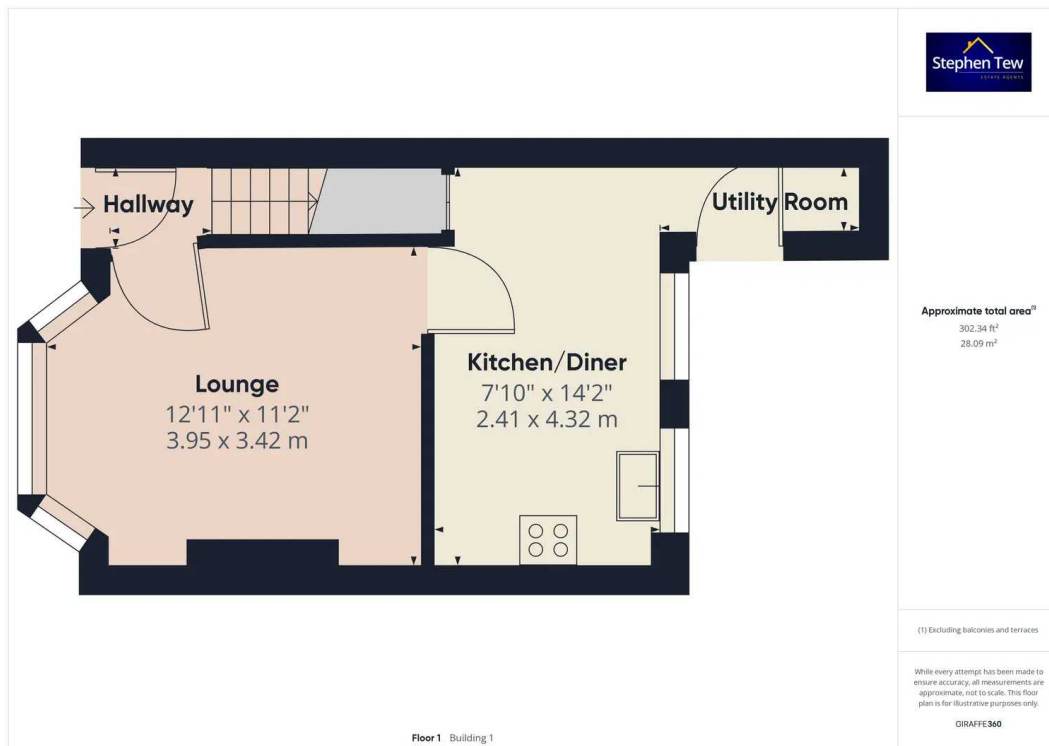 Stephen Tew
ESTATE AGENTS
Hallway
Utility Room
Kitchen/Diner
7'10" x 14'2"
2.41 x 4.32 m
Lounge
12'11" x 11'2"
3.95 x 3.42 m
Approximate total area⁽¹⁾
302.34 ft²
28.09 m²
(1) Excluding balconies and terraces
While every attempt has been made to
ensure accuracy, all measurements are
approximate, not to scale. This floor
plan is for illustrative purposes only.
GIRAFFE360
Floor 1 Building 1